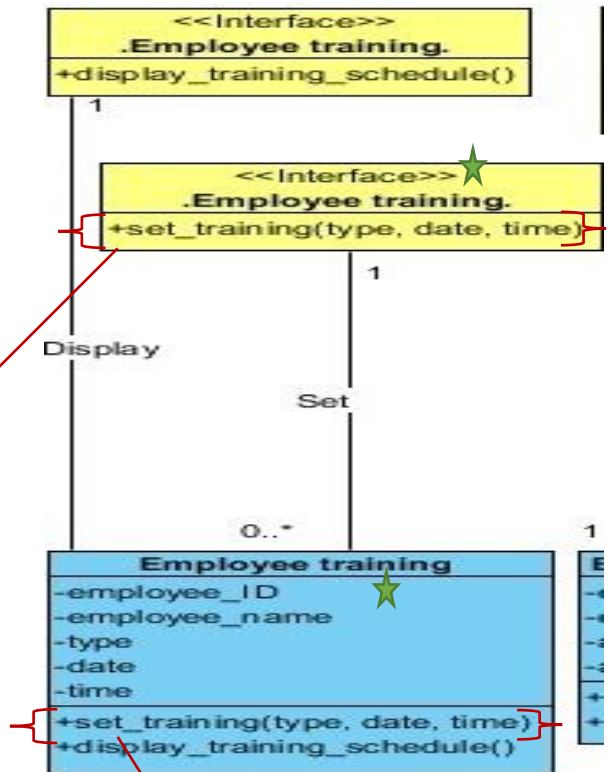 <<Interface>>
.Employee training.
+display_training_schedule()
1
<<Interface>>
.Employee training.
+set_training(type, date, time)
1
Display
Set
0..*
1
Employee training
-employee_ID
-employee_name
-type
-date
-time
+set_training(type, date, time)
+display_training_schedule()
E
-e
-e
-a
-a
+
+